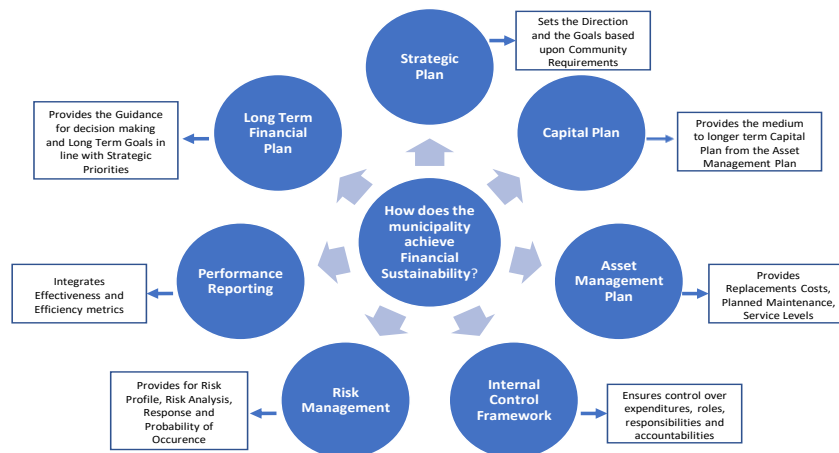 Strategic
Plan
Sets the Direction
and the Goals based
upon Community
Requirements
Long Term
Financial
Plan
Provides the Guidance
for decision making
and Long Term Goals in
line with Strategic
Priorities
Capital Plan
Provides the medium
to longer term Capital
Plan from the Asset
Management Plan
How does the
municipality
achieve
Financial
Sustainability?
Performance
Reporting
Integrates
Effectiveness and
Efficiency metrics
Asset
Management
Plan
Provides
Replacements Costs,
Planned Maintenance,
Service Levels
Risk
Management
Provides for Risk
Profile, Risk Analysis,
Response and
Probability of
Occurence
Internal
Control
Framework
Ensures control over
expenditures, roles,
responsibilities and
accountabilities